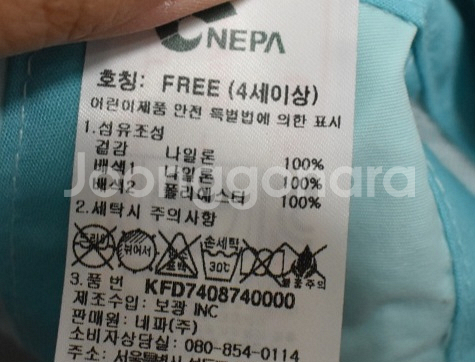 NEPA
호칭: FREE (4세이상)
어린이제품 안전 특별법에 의한 표시
1.섬유조성
겉감 나일론 100%
배색1 나일론 100%
배색2 폴리에스터 100%
Joonggonara
2.세탁시 주의사항
뉘어서 손세탁 30℃
3.품 번 KFD7408740000
제조수입: 보광 INC
판매원: 네파(주)
소비자상담실: 080-854-0114
주소: 서울특별시